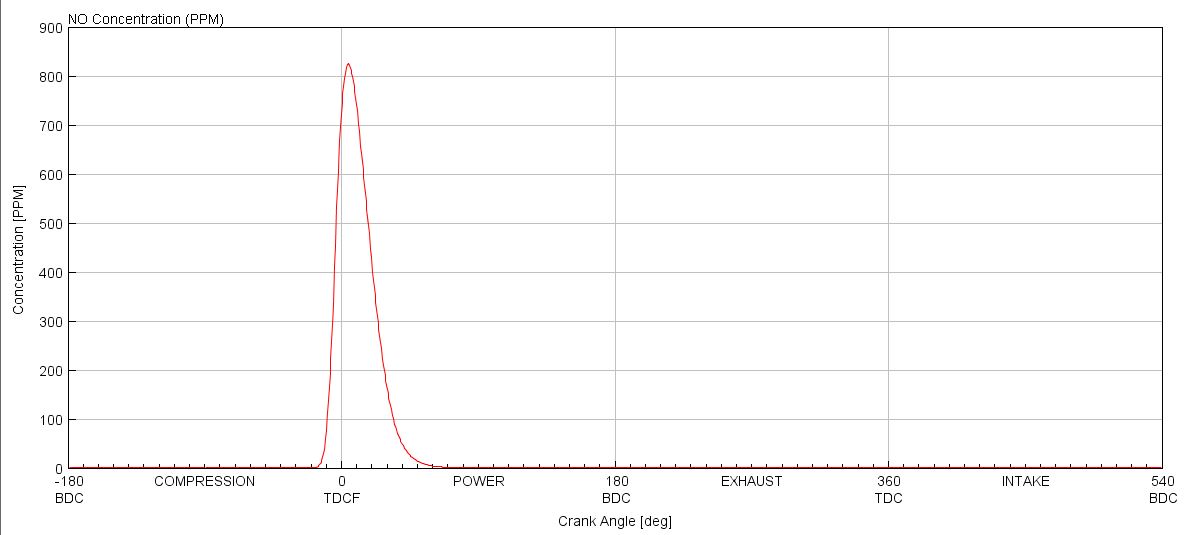 NO Concentration (PPM)
900
800
700
600
500
400
300
200
100
0
Concentration [PPM]
-180 COMPRESSION 0 POWER 180 EXHAUST 360 INTAKE 540
BDC TDCF BDC TDC BDC
Crank Angle [deg]